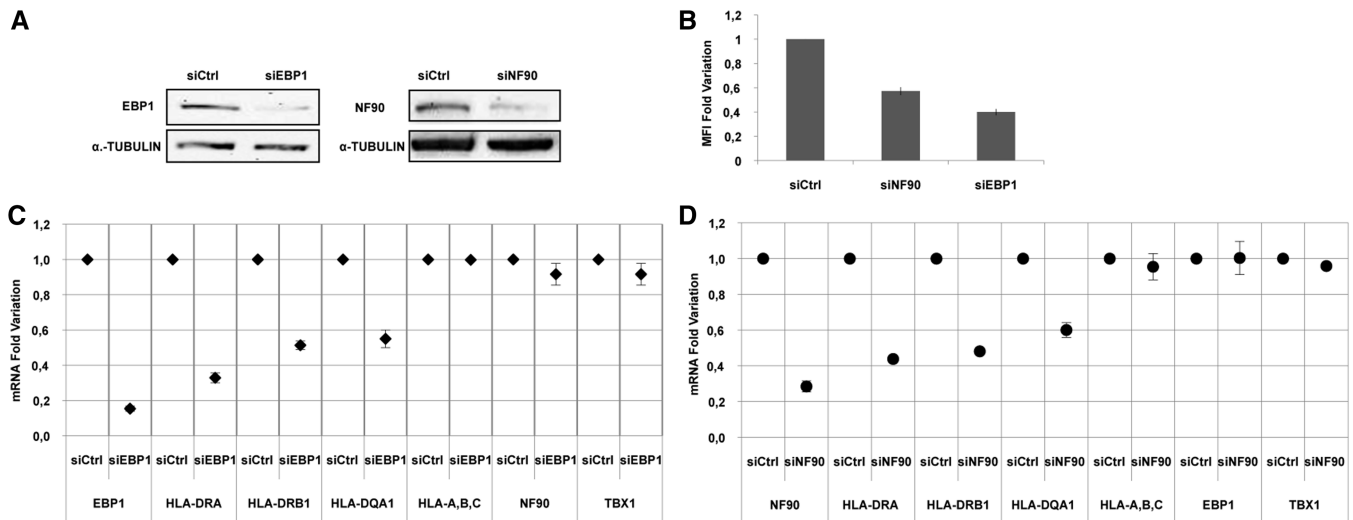 A
siCtrl siEBP1
EBP1
α.-TUBULIN
siCtrl siNF90
NF90
α-TUBULIN
B
MFI Fold Variation
1,2
1
0,8
0,6
0,4
0,2
0
siCtrl siNF90 siEBP1
C
mRNA Fold Variation
1,2
1,0
0,8
0,6
0,4
0,2
0,0
siCtrl siEBP1 siCtrl siEBP1 siCtrl siEBP1 siCtrl siEBP1 siCtrl siEBP1 siCtrl siEBP1 siCtrl siEBP1
EBP1 HLA-DRA HLA-DRB1 HLA-DQA1 HLA-A,B,C NF90 TBX1
D
mRNA Fold Variation
1,2
1,0
0,8
0,6
0,4
0,2
0,0
siCtrl siNF90 siCtrl siNF90 siCtrl siNF90 siCtrl siNF90 siCtrl siNF90 siCtrl siNF90 siCtrl siNF90
NF90 HLA-DRA HLA-DRB1 HLA-DQA1 HLA-A,B,C EBP1 TBX1